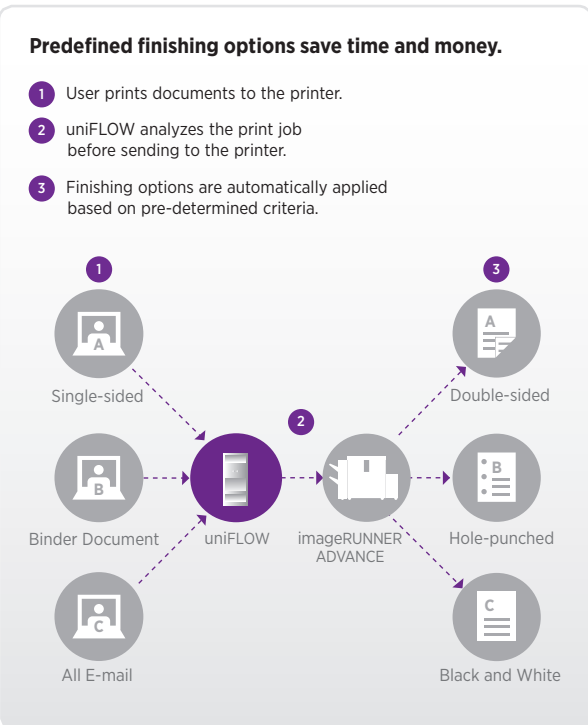 Predefined finishing options save time and money.
1 User prints documents to the printer.
2 uniFLOW analyzes the print job
before sending to the printer.
3 Finishing options are automatically applied
based on pre-determined criteria.
1
3
A
A
Single-sided
Double-sided
2
B
B
Binder Document
uniFLOW
imageRUNNER
ADVANCE
Hole-punched
C
C
All E-mail
Black and White